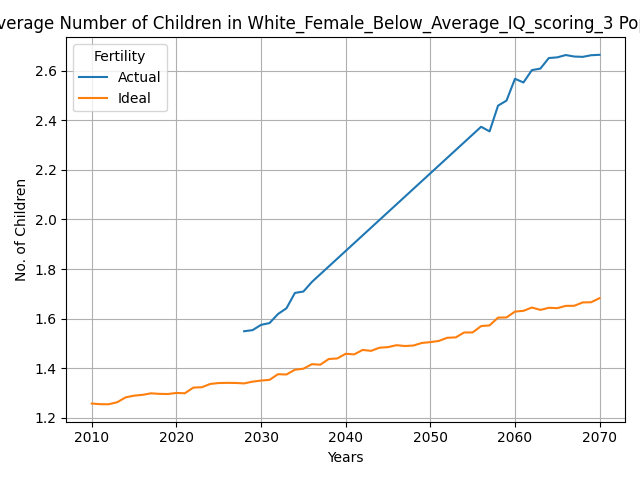 verage Number of Children in White_Female_Below_Average_IQ_scoring_3 Po
Fertility
Actual
Ideal
No. of Children
2.6
2.4
2.2
2.0
1.8
1.6
1.4
1.2
2010 2020 2030 2040 2050 2060 2070
Years